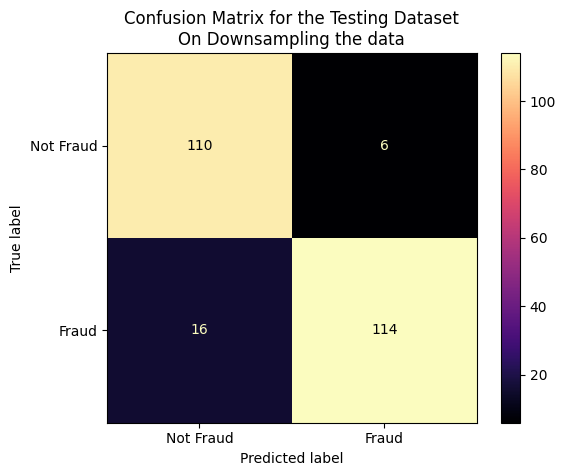 Confusion Matrix for the Testing Dataset
On Downsampling the data
True label
Not Fraud
110
6
Fraud
16
114
Not Fraud
Fraud
Predicted label
100
80
60
40
20